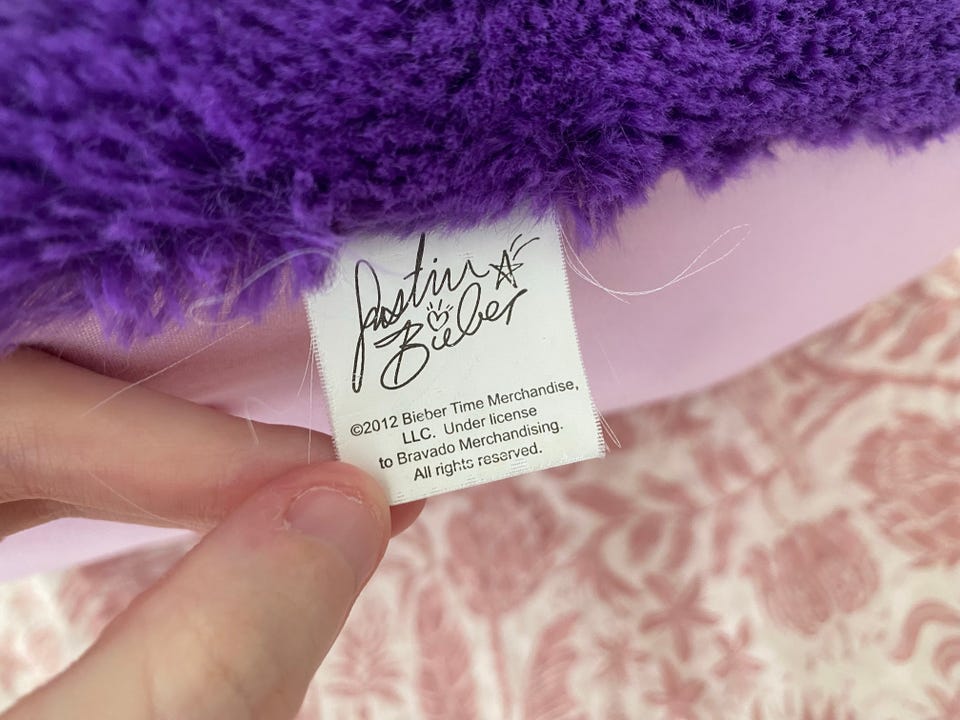 Justin
Bieber
©2012 Bieber Time Merchandise,
LLC. Under license
to Bravado Merchandising.
All rights reserved.